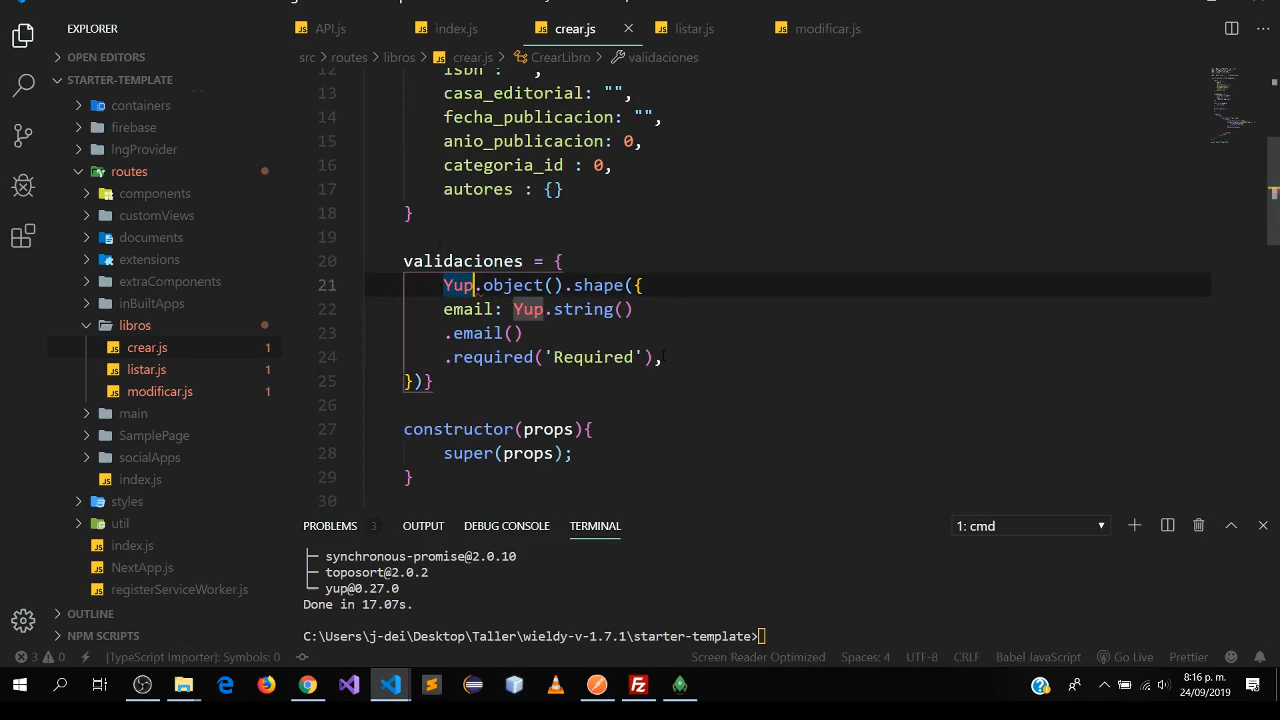 EXPLORER
OPEN EDITORS
STARTER-TEMPLATE
containers
firebase
lngProvider
routes
components
customViews
documents
extensions
extraComponents
inBuiltApps
libros
crear.js 1
listar.js 1
modificar.js 1
main
SamplePage
socialApps
index.js
styles
util
index.js
NextApp.js
registerServiceWorker.js
OUTLINE
NPM SCRIPTS
API.js index.js crear.js listar.js modificar.js
src > routes > libros > crear.js > CrearLibro > validaciones
13 casa_editorial: "",
14 fecha_publicacion: "",
15 anio_publicacion: 0,
16 categoria_id : 0,
17 autores : {}
18 }
19
20 validaciones = {
21 Yup.object().shape({
22 email: Yup.string()
23 .email()
24 .required('Required'),
25 })}
26
27 constructor(props){
28 super(props);
29 }
30
PROBLEMS 3 OUTPUT DEBUG CONSOLE TERMINAL 1: cmd
├─ synchronous-promise@2.0.10
├─ toposort@2.0.2
└─ yup@0.27.0
Done in 17.07s.
C:\Users\j-dei\Desktop\Taller\wieldy-v-1.7.1\starter-template>
3 0 [TypeScript Importer]: Symbols: 0 Screen Reader Optimized Spaces: 4 UTF-8 CRLF Babel JavaScript Go Live Prettier
8:16 p. m.
24/09/2019